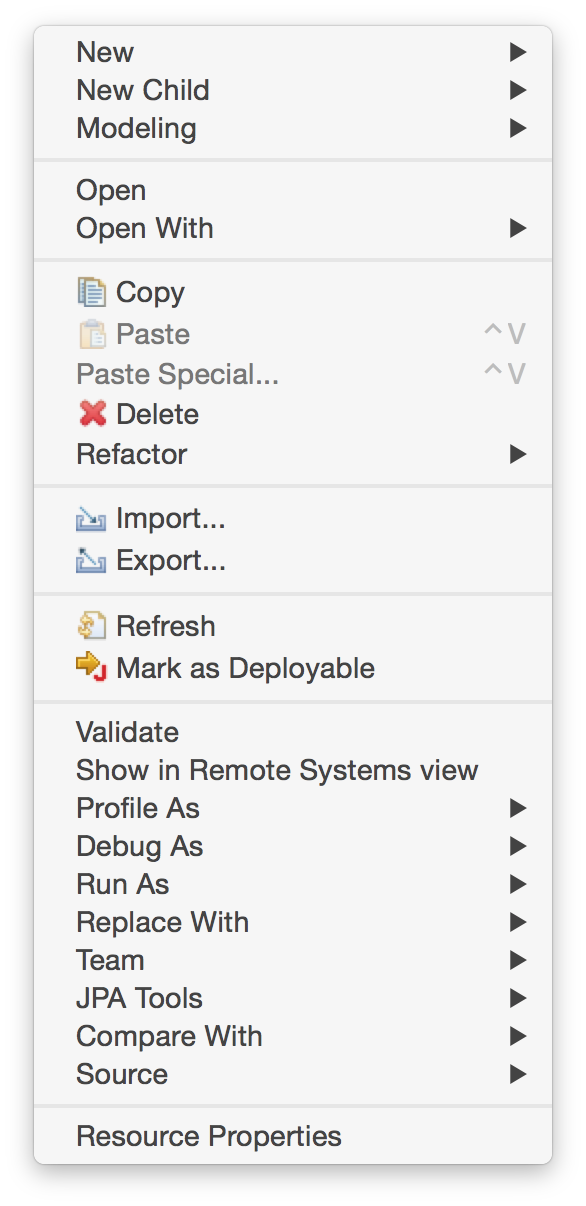 New
New Child
Modeling
Open
Open With
Copy
Paste ^V
Paste Special... ^V
Delete
Refactor
Import...
Export...
Refresh
Mark as Deployable
Validate
Show in Remote Systems view
Profile As
Debug As
Run As
Replace With
Team
JPA Tools
Compare With
Source
Resource Properties